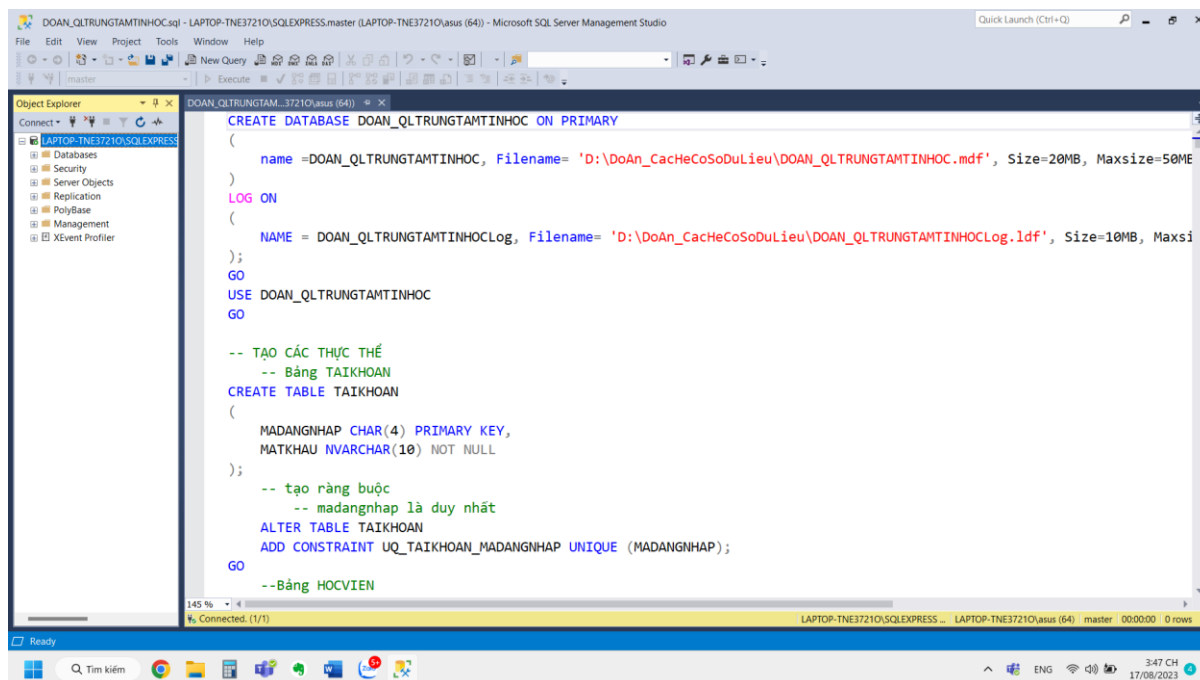 DOAN_QLTRUNGTAMTINHOC.sql - LAPTOP-TNE3721O\SQLEXPRESS.master (LAPTOP-TNE3721O\asus (64)) - Microsoft SQL Server Management Studio
Quick Launch (Ctrl+Q)
File Edit View Project Tools Window Help
New Query
master
Execute
Object Explorer
DOAN_QLTRUNGTAM...3721O\asus (64))
Connect
LAPTOP-TNE3721O\SQLEXPRESS
Databases
Security
Server Objects
Replication
PolyBase
Management
XEvent Profiler
CREATE DATABASE DOAN_QLTRUNGTAMTINHOC ON PRIMARY
(
name =DOAN_QLTRUNGTAMTINHOC, Filename= 'D:\DoAn_CacHeCoSoDuLieu\DOAN_QLTRUNGTAMTINHOC.mdf', Size=20MB, Maxsize=50MB
)
LOG ON
(
NAME = DOAN_QLTRUNGTAMTINHOCLog, Filename= 'D:\DoAn_CacHeCoSoDuLieu\DOAN_QLTRUNGTAMTINHOCLog.ldf', Size=10MB, Maxsi
);
GO
USE DOAN_QLTRUNGTAMTINHOC
GO
-- TẠO CÁC THỰC THỂ
-- Bảng TAIKHOAN
CREATE TABLE TAIKHOAN
(
MADANGNHAP CHAR(4) PRIMARY KEY,
MATKHAU NVARCHAR(10) NOT NULL
);
-- tạo ràng buộc
-- madangnhap là duy nhất
ALTER TABLE TAIKHOAN
ADD CONSTRAINT UQ_TAIKHOAN_MADANGNHAP UNIQUE (MADANGNHAP);
GO
--Bảng HOCVIEN
145 %
Connected. (1/1)
LAPTOP-TNE3721O\SQLEXPRESS ... LAPTOP-TNE3721O\asus (64) master 00:00:00 0 rows
Ready
Tìm kiếm
5+
ENG
3:47 CH
17/08/2023
4